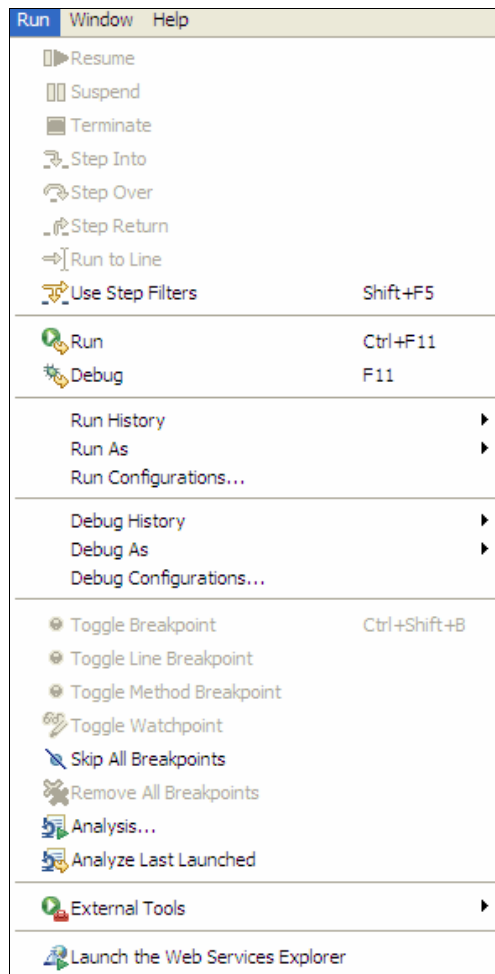 Run Window Help
Resume
Suspend
Terminate
Step Into
Step Over
Step Return
Run to Line
Use Step Filters Shift+F5
Run Ctrl+F11
Debug F11
Run History
Run As
Run Configurations...
Debug History
Debug As
Debug Configurations...
Toggle Breakpoint Ctrl+Shift+B
Toggle Line Breakpoint
Toggle Method Breakpoint
Toggle Watchpoint
Skip All Breakpoints
Remove All Breakpoints
Analysis...
Analyze Last Launched
External Tools
Launch the Web Services Explorer